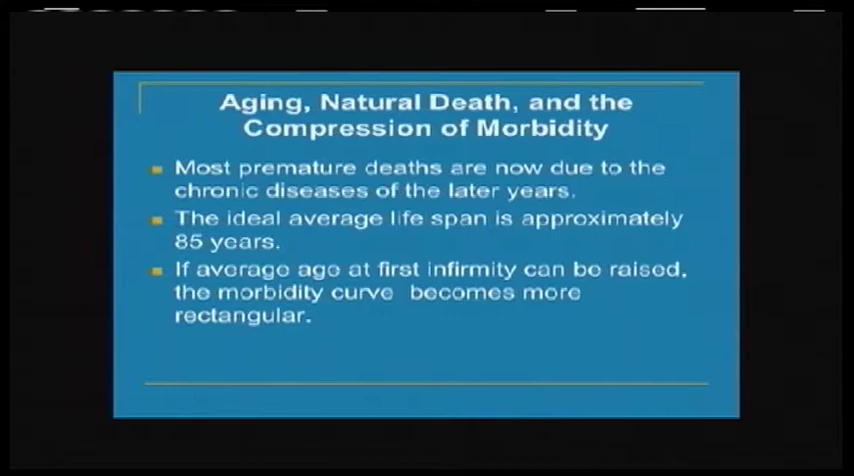 Aging, Natural Death, and the
Compression of Morbidity
Most premature deaths are now due to the
chronic diseases of the later years.
The ideal average life span is approximately
85 years.
If average age at first infirmity can be raised,
the morbidity curve becomes more
rectangular.